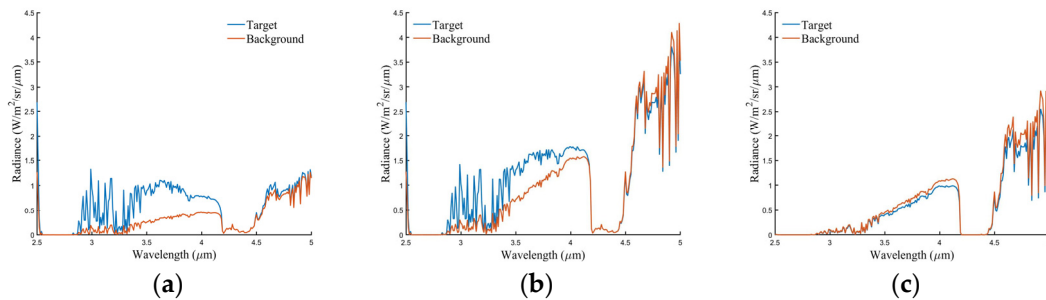 4.5
4
3.5
3
2.5
2
1.5
1
0.5
0
Radiance (W/m²/sr/μm)
Target
Background
2.5 3 3.5 4 4.5 5
Wavelength (μm)
(a)
4.5
4
3.5
3
2.5
2
1.5
1
0.5
0
Radiance (W/m²/sr/μm)
Target
Background
2.5 3 3.5 4 4.5 5
Wavelength (μm)
(b)
4.5
4
3.5
3
2.5
2
1.5
1
0.5
0
Radiance (W/m²/sr/μm)
Target
Background
2.5 3 3.5 4 4.5 5
Wavelength (μm)
(c)